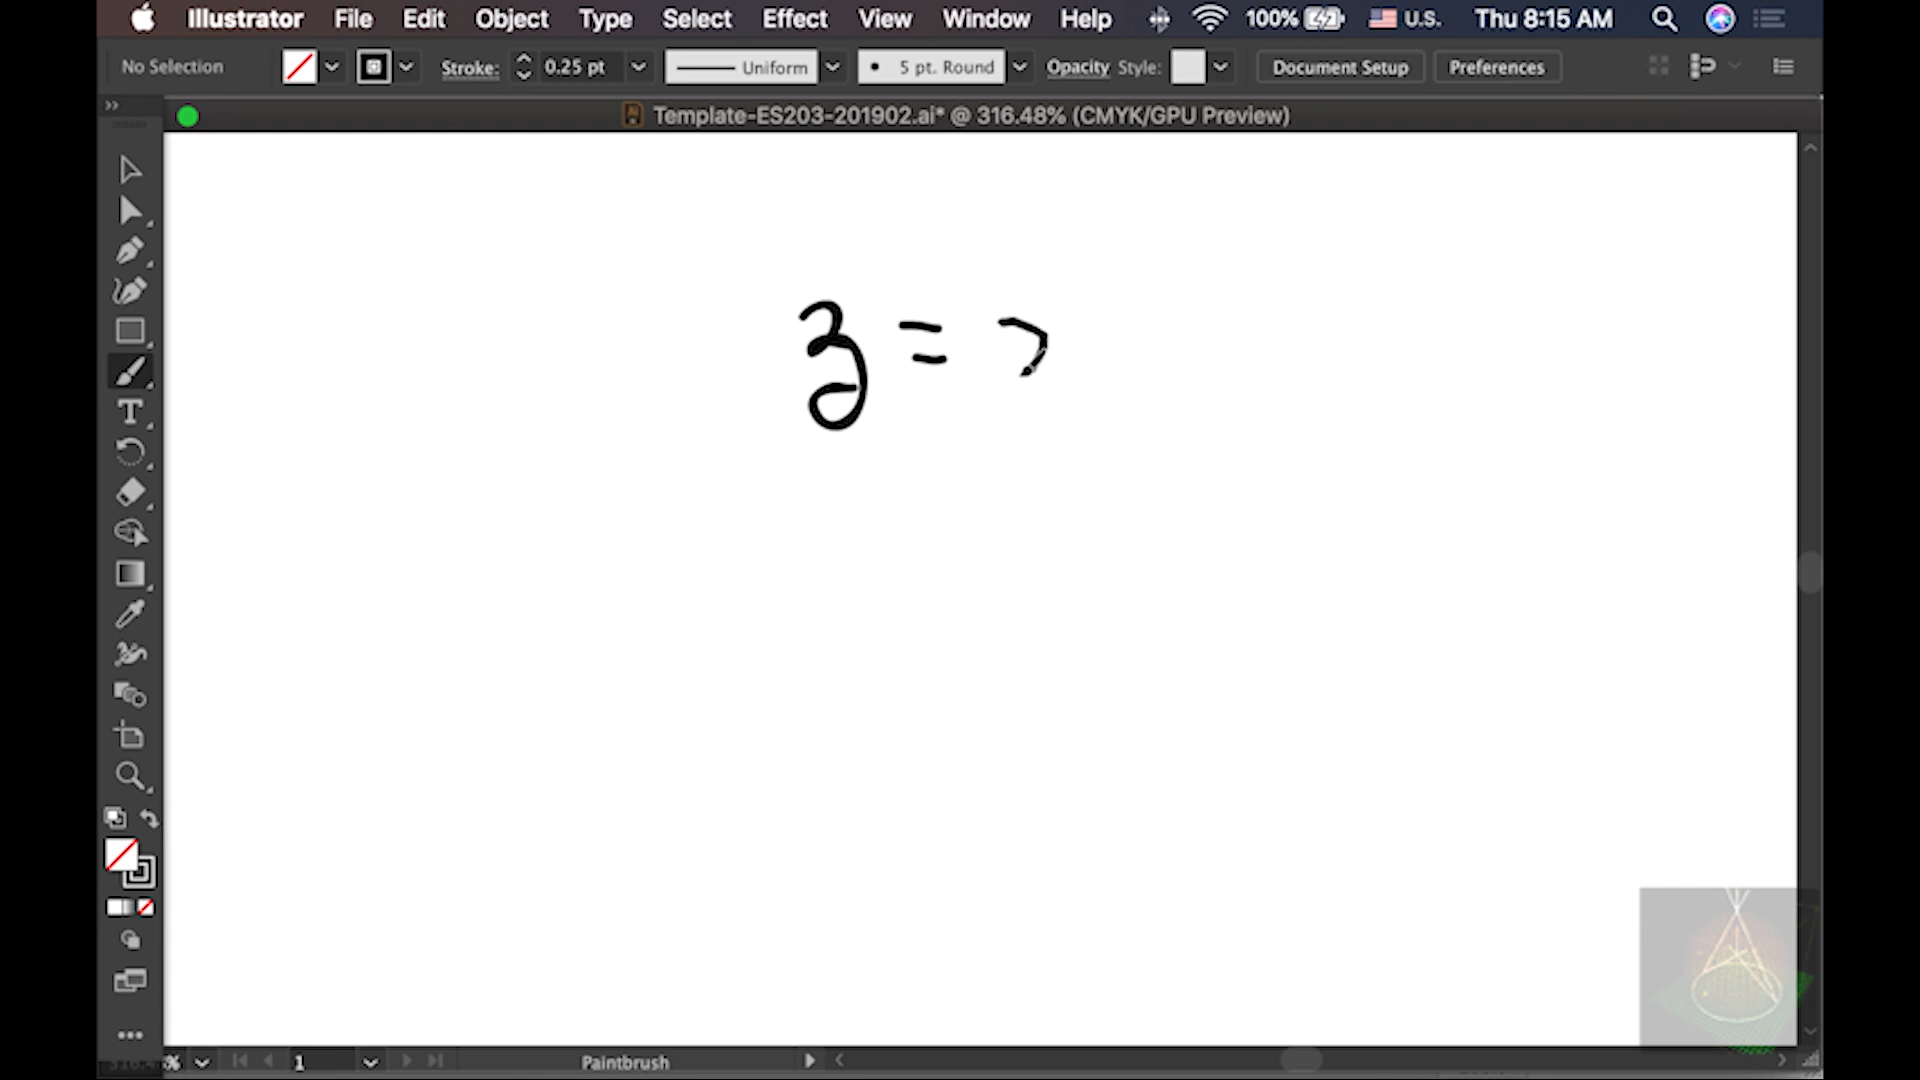 Illustrator File Edit Object Type Select Effect View Window Help 100% U.S. Thu 8:15 AM
No Selection Stroke: 0.25 pt Uniform 5 pt. Round Opacity Style: Document Setup Preferences
Template-ES203-201902.ai* @ 316.48% (CMYK/GPU Preview)
z =
1 Paintbrush